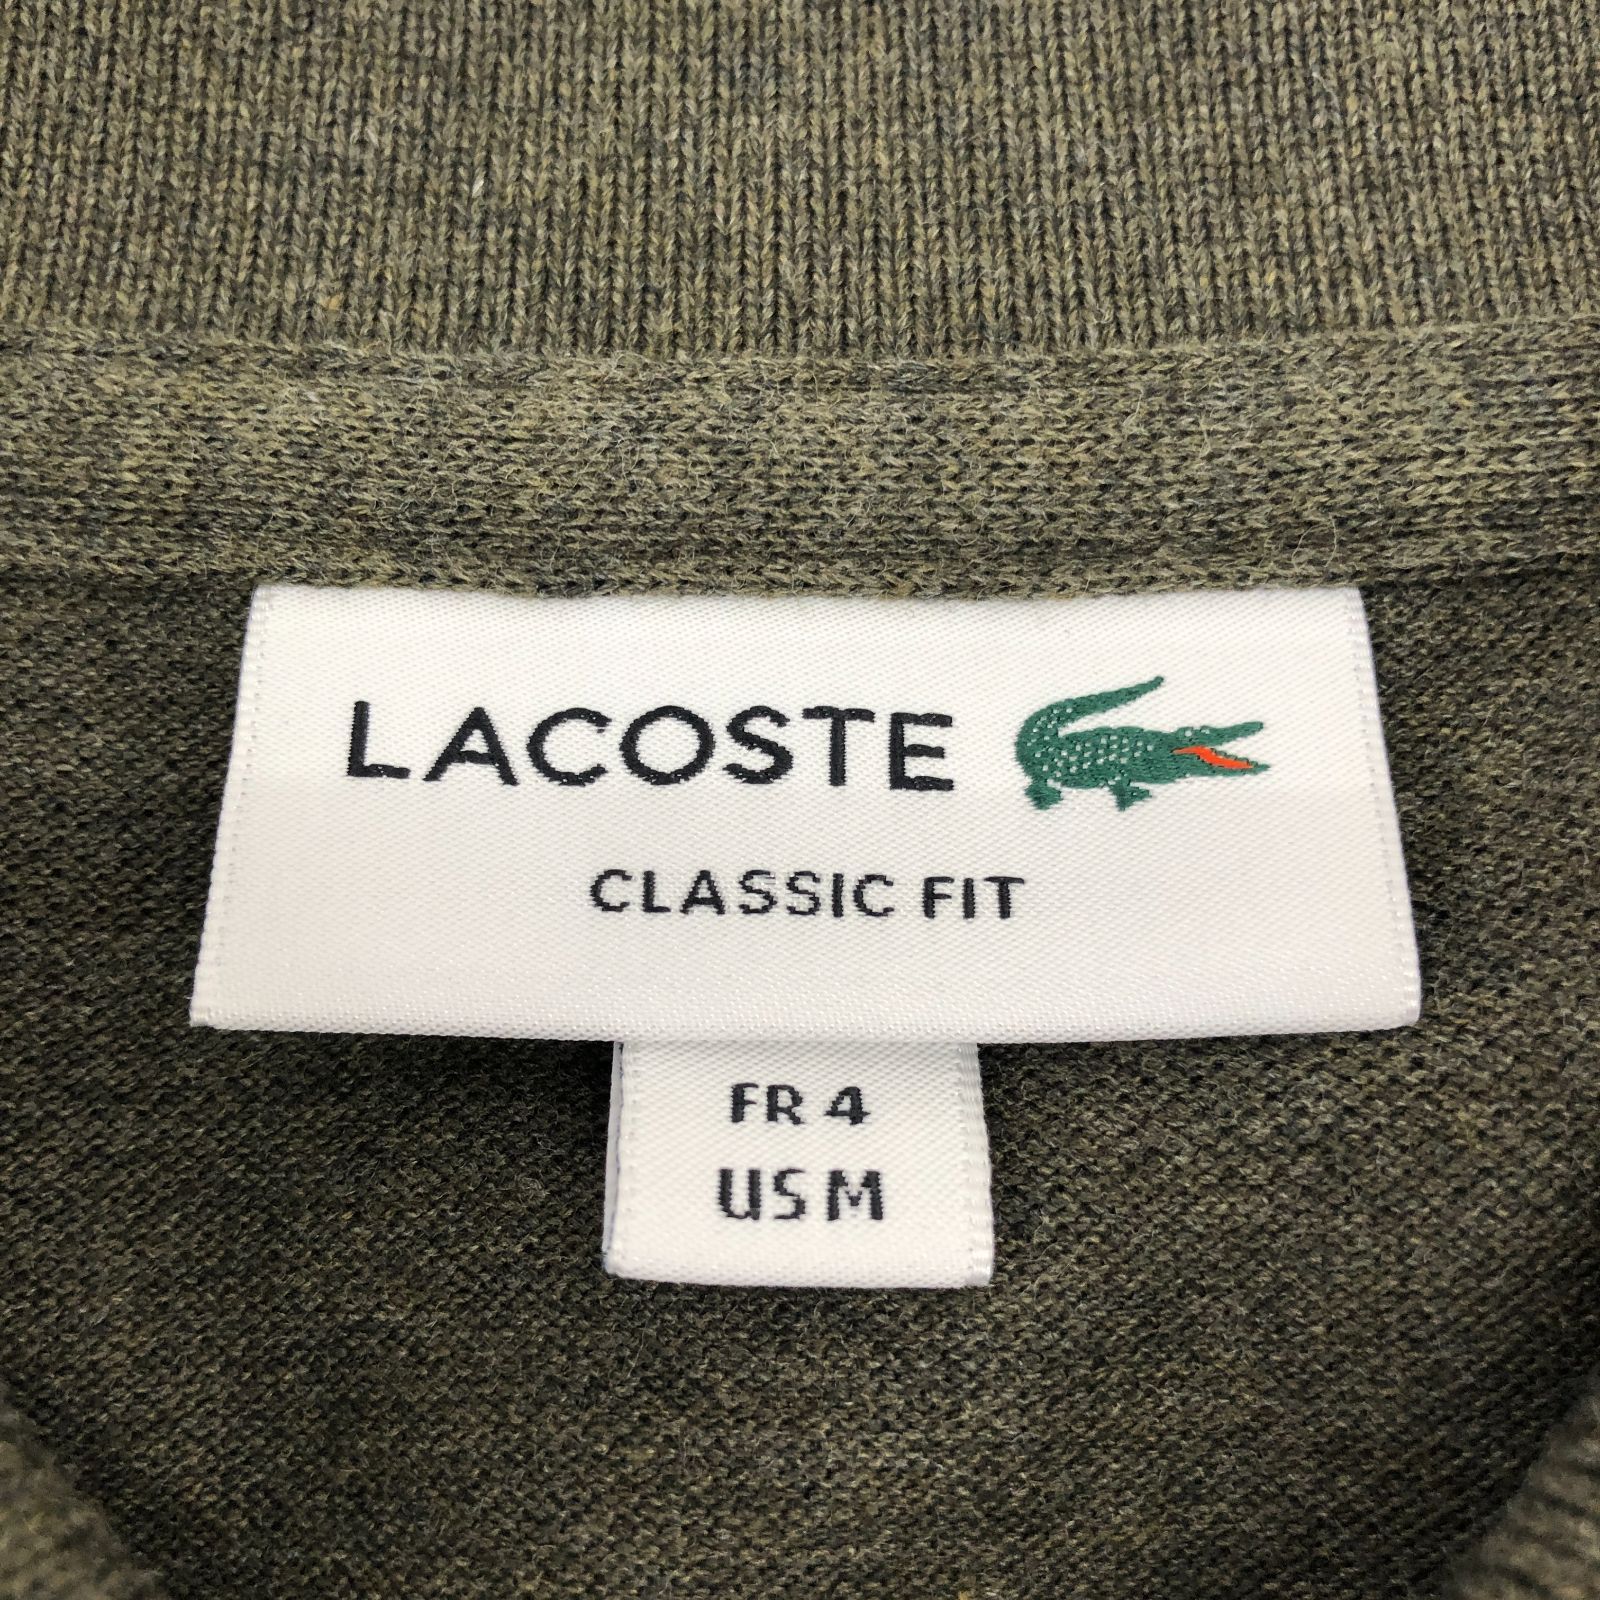 LACOSTE
CLASSIC FIT
FR 4
US M